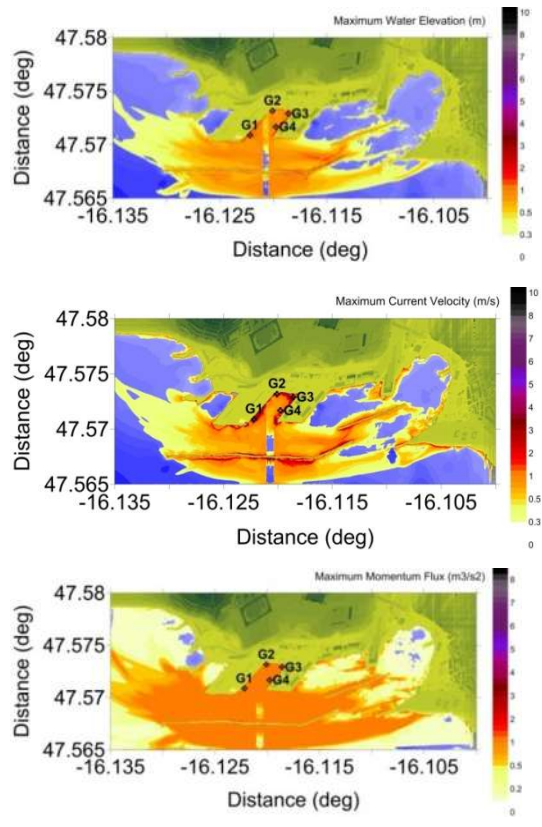 Maximum Water Elevation (m)
47.58
47.575
47.57
47.565
Distance (deg)
G1
G2
G3
G4
-16.135
-16.125
-16.115
-16.105
Distance (deg)
10
9
7
6
5
4
3
2
1
0.5
0.3
0
Maximum Current Velocity (m/s)
47.58
47.575
47.57
47.565
Distance (deg)
G1
G2
G3
G4
-16.135
-16.125
-16.115
-16.105
Distance (deg)
10
9
7
6
5
4
3
2
1
0.5
0.3
0
Maximum Momentum Flux (m3/s2)
47.58
47.575
47.57
47.565
Distance (deg)
G1
G2
G3
G4
-16.135
-16.125
-16.115
-16.105
Distance (deg)
8
7
6
5
4
3
2
1
0.5
0.3
0